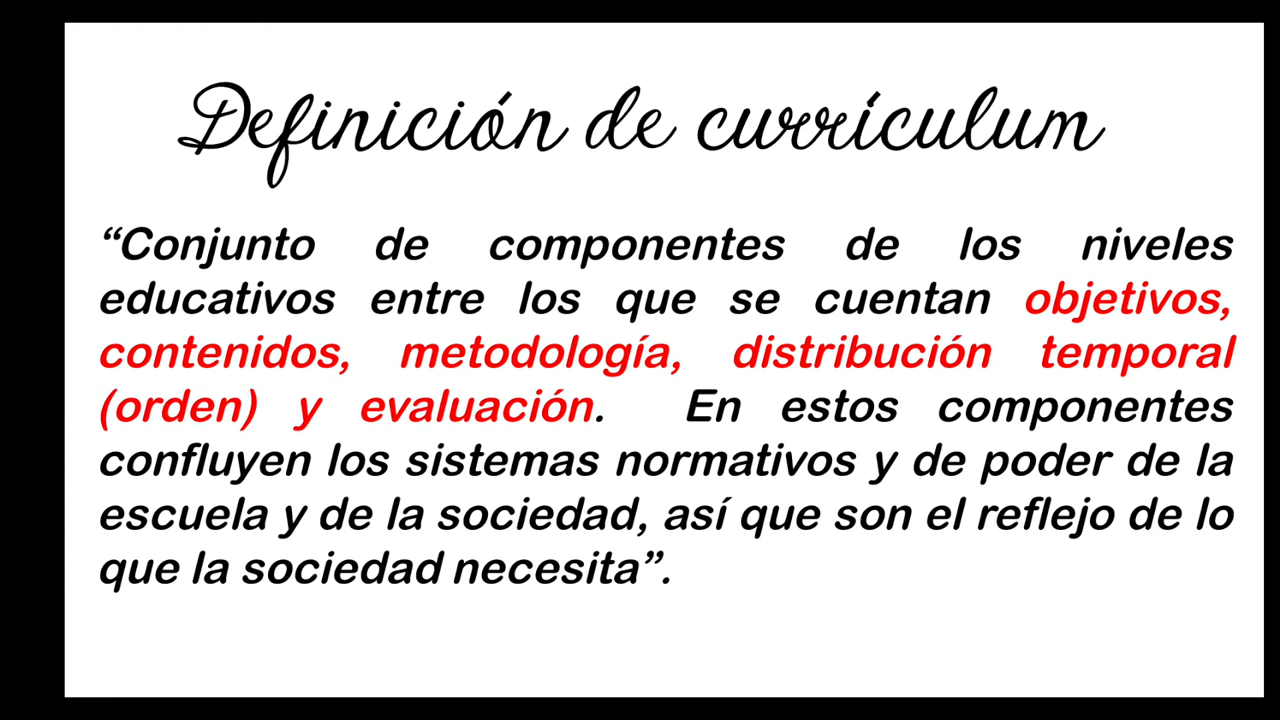 Definición de currículum
“Conjunto de componentes de los niveles
educativos entre los que se cuentan objetivos,
contenidos, metodología, distribución temporal
(orden) y evaluación. En estos componentes
confluyen los sistemas normativos y de poder de la
escuela y de la sociedad, así que son el reflejo de lo
que la sociedad necesita”.